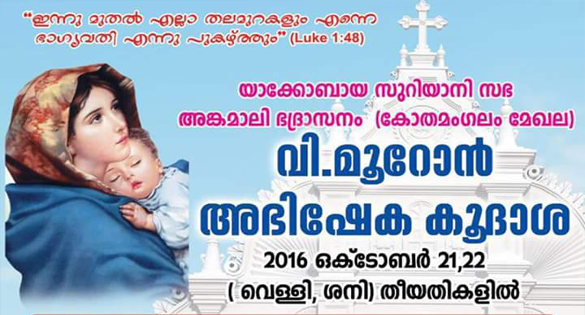 “ഇന്നു മുതൽ എല്ലാ തലമുറകളും എന്നെ
ഭാഗ്യവതി എന്നു പുകഴ്ത്തും” (Luke 1:48)
യാക്കോബായ സുറിയാനി സഭ
അങ്കമാലി ഭദ്രാസനം (കോതമംഗലം മേഖല)
വി.മൂറോൻ
അഭിഷേക കൂദാശ
2016 ഒക്ടോബർ 21,22
( വെള്ളി, ശനി) തീയതികളിൽ